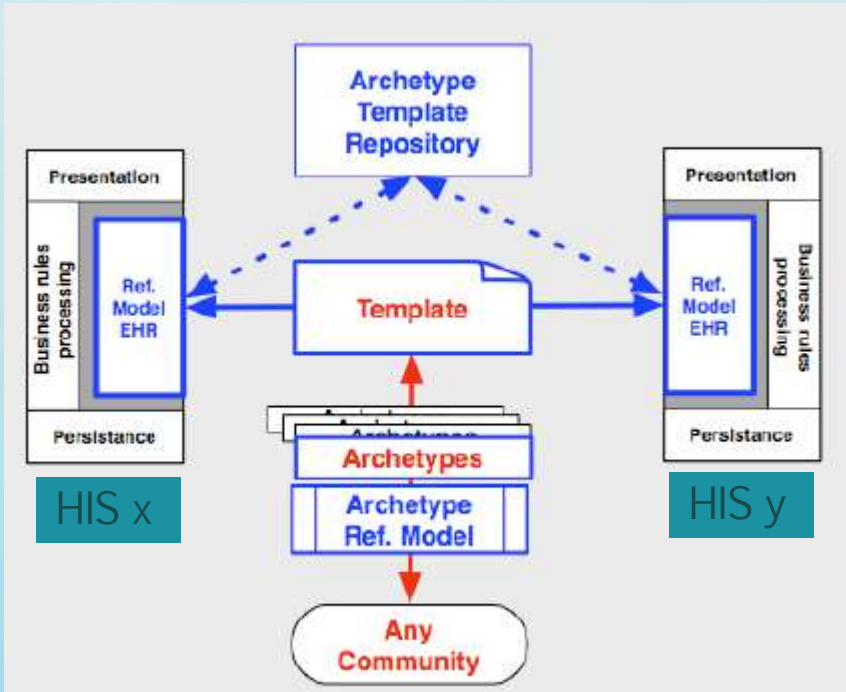 Archetype
Template
Repository
Presentation
Business rules
processing
Ref.
Model
EHR
Persistance
HIS x
Template
Archetypes
Archetypes
Archetype
Ref. Model
Any
Community
Presentation
Ref.
Model
EHR
Business rules
processing
Persistance
HIS y